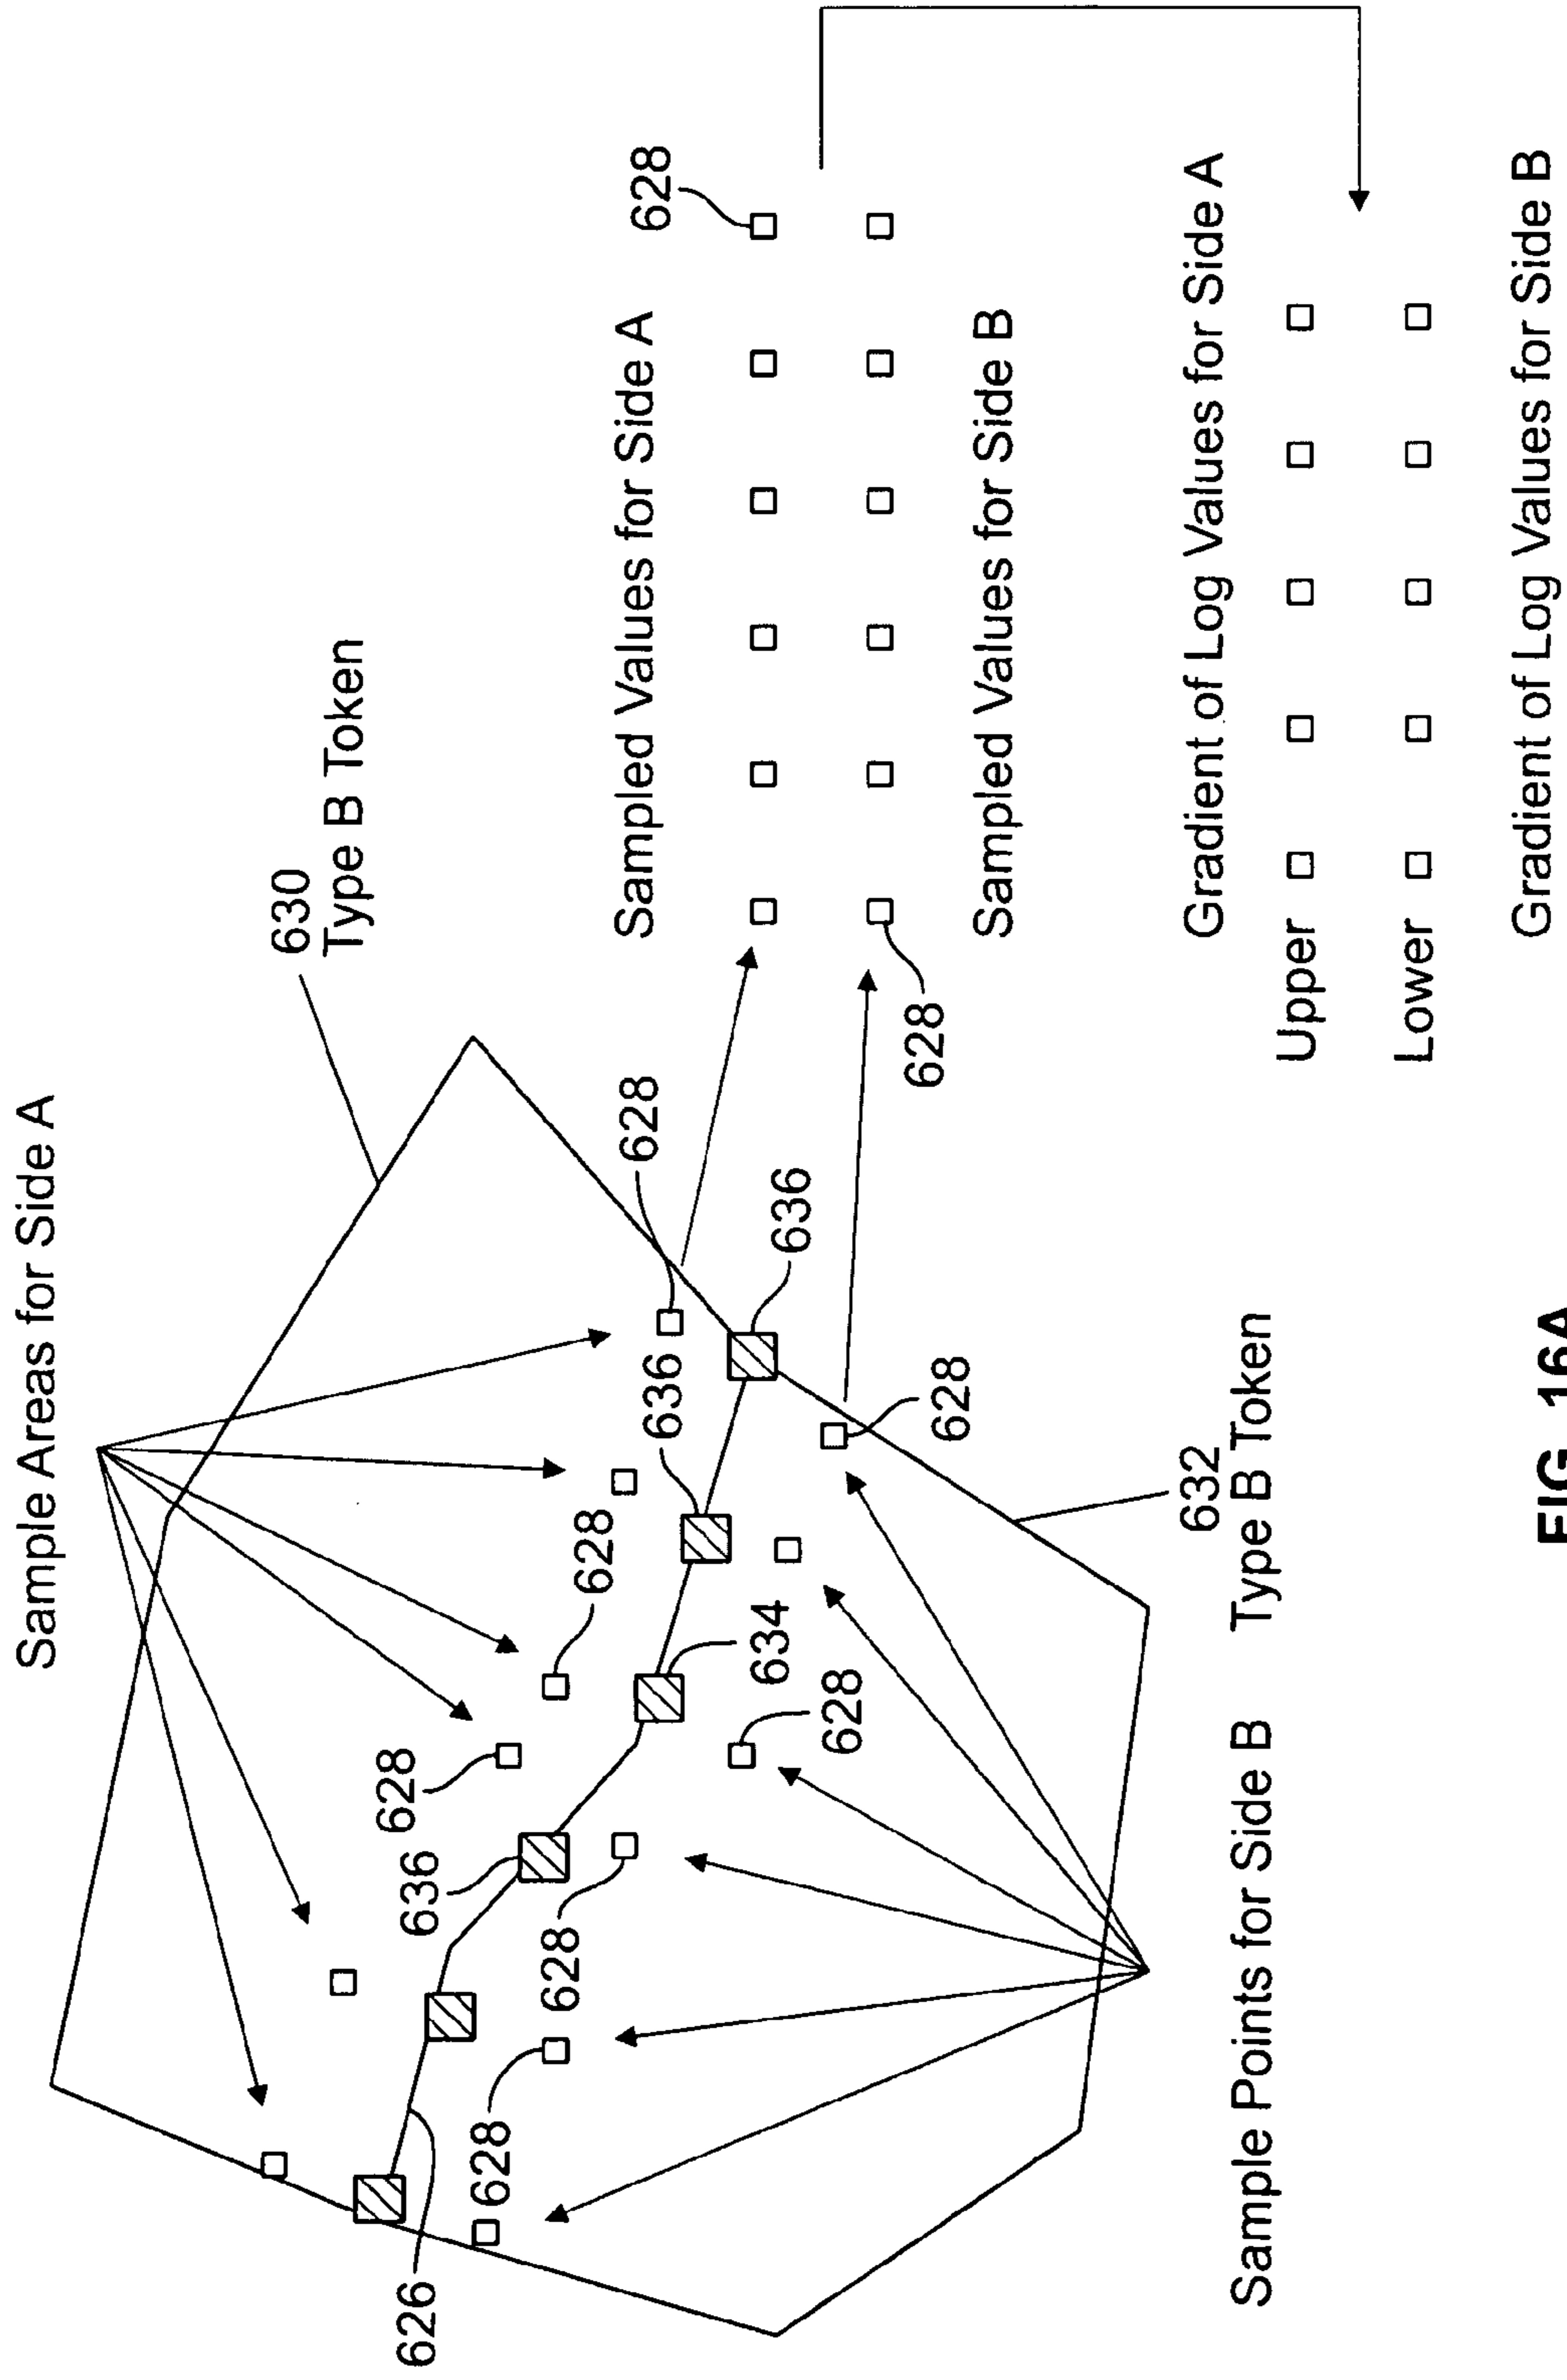 Sample Areas for Side A
630
Type B Token
628
636
636
628
628
636
634
628
628
628
626
632
Type B Token
Sample Points for Side B
Sampled Values for Side A
628
628
Sampled Values for Side B
Gradient of Log Values for Side A
Upper
Lower
Gradient of Log Values for Side B
FIG. 16A
628
628